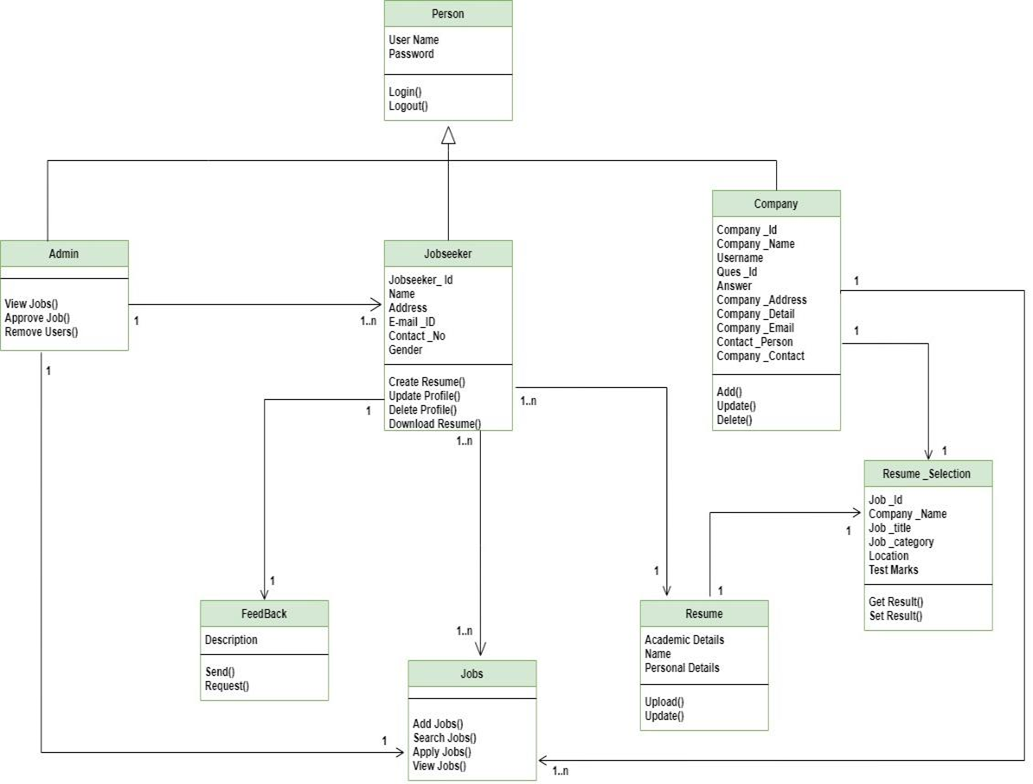 Person
User Name
Password
Login()
Logout()
Admin
View Jobs()
Approve Job()
Remove Users()
1
1
1..n
Jobseeker
Jobseeker_ Id
Name
Address
E-mail _ID
Contact _No
Gender
Create Resume()
Update Profile()
Delete Profile()
Download Resume()
1
1..n
1..n
Company
Company _Id
Company _Name
Username
Ques _Id
Answer
Company _Address
Company _Detail
Company _Email
Contact _Person
Company _Contact
Add()
Update()
Delete()
1
1
1
Resume _Selection
Job _Id
Company _Name
Job _title
Job _category
Location
Test Marks
Get Result()
Set Result()
1
1
FeedBack
Description
Send()
Request()
1..n
1
Jobs
Add Jobs()
Search Jobs()
Apply Jobs()
View Jobs()
1..n
1
1
Resume
Academic Details
Name
Personal Details
Upload()
Update()